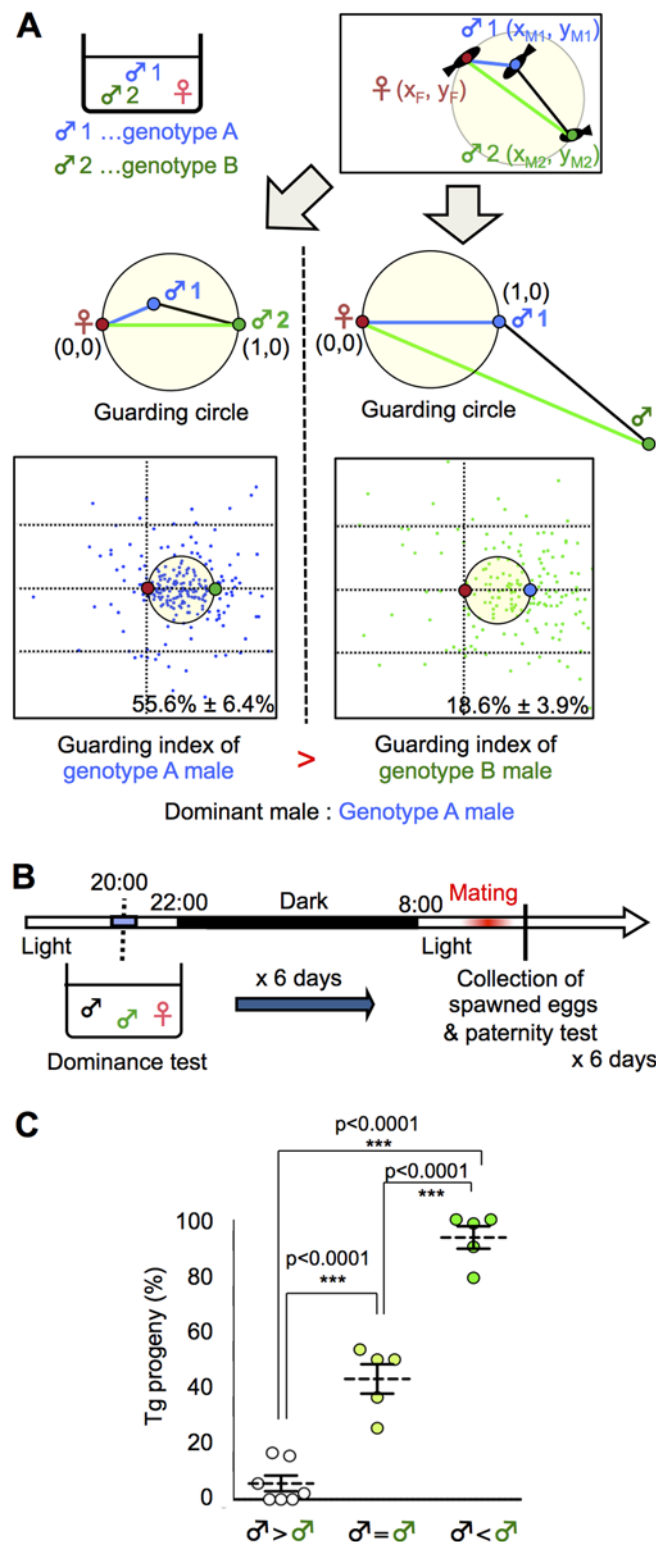 A
♂1
♂2 ♀
♂1 ...genotype A
♂2 ...genotype B
♂1 (xM1, yM1)
♀ (xF, yF)
♂2 (xM2, yM2)
♂1
♀ ♂2
(0,0) (1,0)
Guarding circle
(1,0)
♀ ♂1
(0,0)
Guarding circle
♂
55.6% ± 6.4%
18.6% ± 3.9%
Guarding index of
genotype A male
>
Guarding index of
genotype B male
Dominant male : Genotype A male
B
20:00
22:00 Dark 8:00 Mating
Light Light
♂ ♂ ♀
Dominance test
x 6 days
Collection of
spawned eggs
& paternity test
x 6 days
C
p<0.0001
***
p<0.0001
***
p<0.0001
***
Tg progeny (%)
100
80
60
40
20
0
♂>♂ ♂=♂ ♂<♂